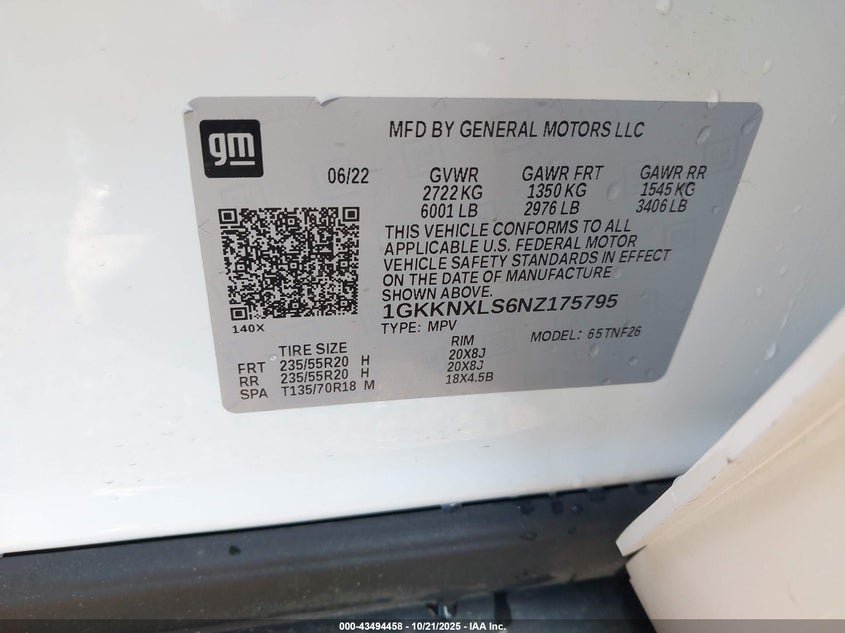 gm
MFD BY GENERAL MOTORS LLC
06/22 GVWR GAWR FRT GAWR RR
2722 KG 1350 KG 1545 KG
6001 LB 2976 LB 3406 LB
THIS VEHICLE CONFORMS TO ALL
APPLICABLE U.S. FEDERAL MOTOR
VEHICLE SAFETY STANDARDS IN EFFECT
ON THE DATE OF MANUFACTURE
SHOWN ABOVE.
1GKKNXLS6NZ175795
TYPE: MPV MODEL: 65TNF26
140X
TIRE SIZE RIM
FRT 235/55R20 H 20X8J
RR 235/55R20 H 20X8J
SPA T135/70R18 M 18X4.5B
000-43494458 - 10/21/2025 - IAA Inc.